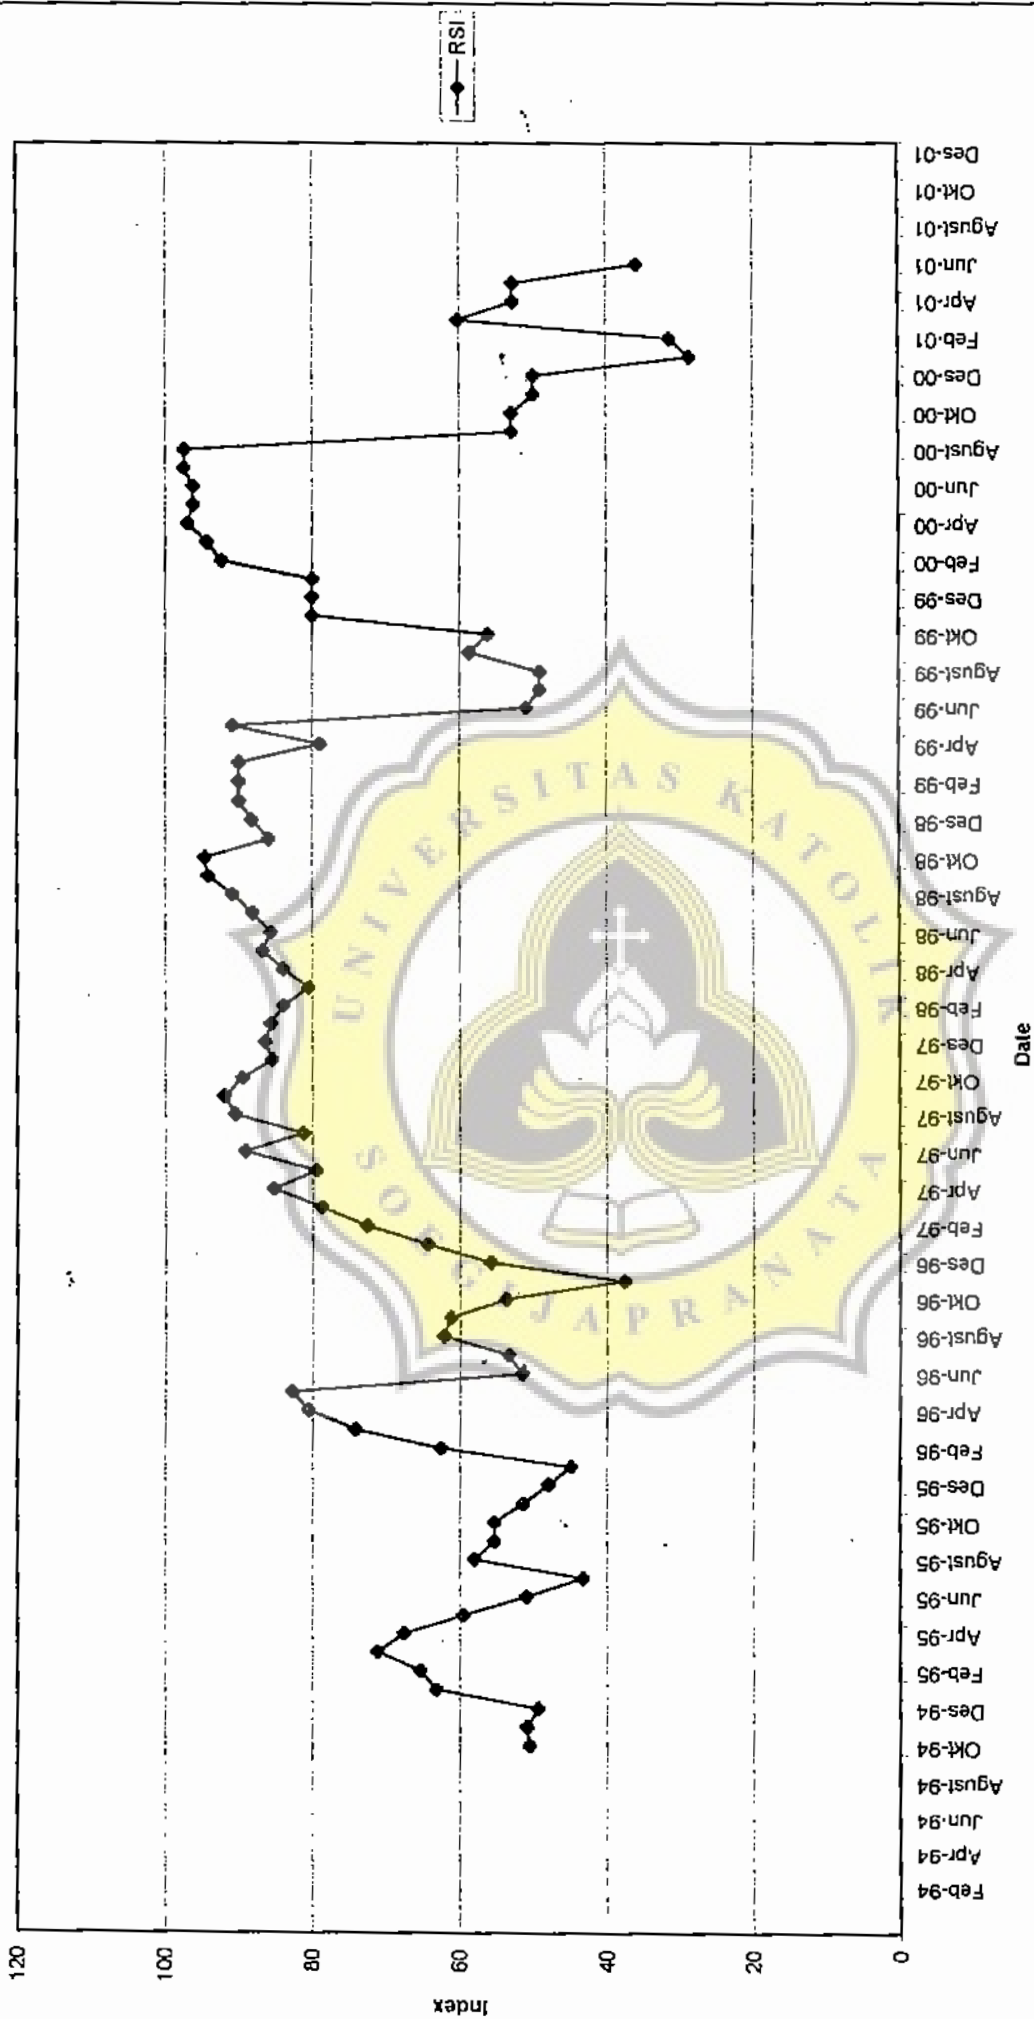 Index
120
100
80
60
40
20
0
Feb-94
Apr-94
Jun-94
Agust-94
Okt-94
Des-94
Feb-95
Apr-95
Jun-95
Agust-95
Okt-95
Des-95
Feb-96
Apr-96
Jun-96
Agust-96
Okt-96
Des-96
Feb-97
Apr-97
Jun-97
Agust-97
Okt-97
Des-97
Feb-98
Apr-98
Jun-98
Agust-98
Okt-98
Des-98
Feb-99
Apr-99
Jun-99
Agust-99
Okt-99
Des-99
Feb-00
Apr-00
Jun-00
Agust-00
Okt-00
Des-00
Feb-01
Apr-01
Jun-01
Agust-01
Okt-01
Des-01
Date
RSI
UNIVERSITAS KATOLIK
SOEGIJAPRANATA